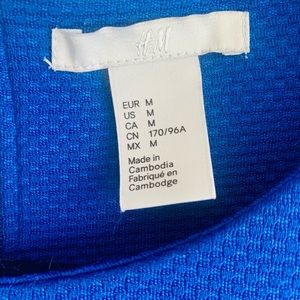 H&M
EUR M
US M
CA M
CN 170/96A
MX M
Made in
Cambodia
Fabriqué en
Cambodge